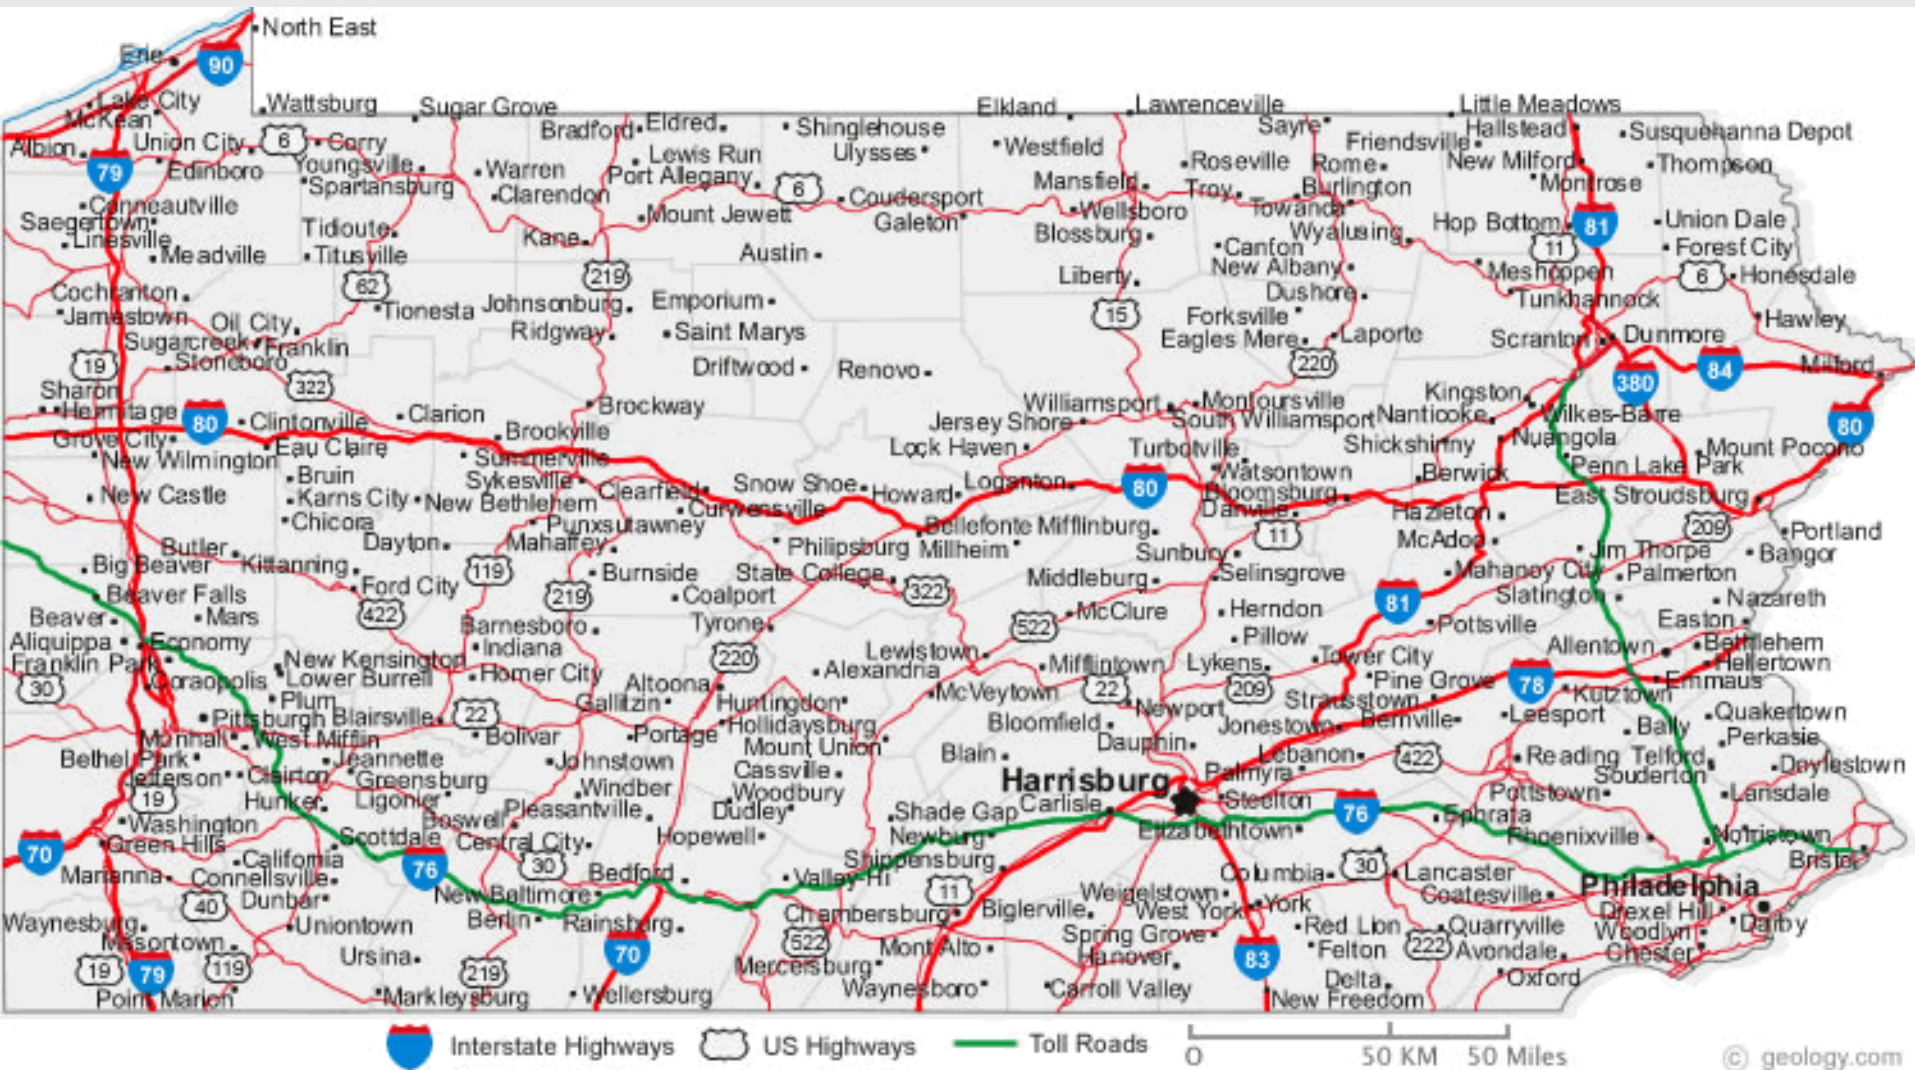 North East
Erie
90
Lake City
Wattsburg
Sugar Grove
Elkland
Lawrenceville
Little Meadows
McKean
Union City
6
Corry
Bradford
Eldred
Shinglehouse
Sayre
Friendsville
Hallstead
Susquehanna Depot
Albion
79
Edinboro
Youngsville
Warren
Lewis Run
Ulysses
Westfield
Roseville
Rome
New Milford
Thompson
Spartansburg
Clarendon
Port Allegany
6
Coudersport
Mansfield
Troy
Burlington
Montrose
Conneautville
Saegertown
Tidioute
Mount Jewett
Galeton
Wellsboro
Towanda
Hop Bottom
81
Union Dale
Linesville
Meadville
Titusville
Kane
Austin
Blossburg
Canton
Wyalusing
11
Forest City
62
219
Liberty
New Albany
Meshoppen
6
Honesdale
Cochranton
Tionesta
Johnsonburg
Emporium
Dushore
Tunkhannock
Jamestown
Oil City
Ridgway
Saint Marys
15
Forksville
Hawley
Sugarcreek
Franklin
Eagles Mere
Laporte
Scranton
Dunmore
19
Stoneboro
322
Driftwood
Renovo
220
380
84
Milford
Sharon
Hermitage
80
Clintonville
Clarion
Brockway
Williamsport
Montoursville
Kingston
Wilkes-Barre
80
Grove City
Eau Claire
Brookville
Jersey Shore
South Williamsport
Nanticoke
Nuangola
New Wilmington
Summerville
Lock Haven
Turbotville
Shickshinny
Mount Pocono
Bruin
Sykesville
Clearfield
Snow Shoe
Howard
Loganton
80
Watsontown
Berwick
Penn Lake Park
New Castle
Karns City
New Bethlehem
Curwensville
Bloomsburg
East Stroudsburg
Chicora
Punxsutawney
Bellefonte
Mifflinburg
Danville
Hazleton
209
Portland
Butler
Dayton
Mahaffey
Philipsburg
Millheim
Sunbury
11
McAdoo
Jim Thorpe
Bangor
Big Beaver
Kittanning
119
Burnside
State College
322
Middleburg
Selinsgrove
Mahanoy City
Palmerton
Beaver Falls
Ford City
219
Coalport
McClure
Herndon
81
Slatington
Nazareth
Beaver
Mars
422
Barnesboro
Tyrone
522
Pillow
Pottsville
Easton
Aliquippa
Economy
Indiana
220
Lewistown
Mifflintown
Lykens
Tower City
Allentown
Bethlehem
Franklin Park
New Kensington
Homer City
Alexandria
Hellertown
30
Coraopolis
Lower Burrell
Altoona
McVeytown
22
209
Pine Grove
78
Emmaus
Plum
Gallitzin
Huntingdon
Newport
Strausstown
Kutztown
Pittsburgh
Blairsville
22
Hollidaysburg
Bloomfield
Jonestown
Bernville
Leesport
Bally
Quakertown
Munhall
West Mifflin
Bolivar
Portage
Mount Union
Blain
Dauphin
Lebanon
422
Perkasie
Bethel Park
Jeannette
Johnstown
Cassville
Harrisburg
Palmyra
Reading
Telford
Doylestown
Jefferson
Clairton
Greensburg
Windber
Woodbury
Souderton
19
Hunker
Ligonier
Pleasantville
Dudley
Shade Gap
Carlisle
Steelton
76
Pottstown
Lansdale
Washington
Boswell
Hopewell
Newburg
Elizabethtown
Ephrata
Phoenixville
Norristown
70
Green Hills
Scottdale
Central City
Shippensburg
Bristol
California
76
30
Bedford
Valley Hi
Columbia
30
Lancaster
Marianna
Connellsville
New Baltimore
11
Weigelstown
Coatesville
Philadelphia
40
Dunbar
Berlin
Rainsburg
Chambersburg
Biglerville
West York
York
Drexel Hill
Darby
Waynesburg
Uniontown
Red Lion
Quarryville
Woodlyn
Masontown
Ursina
70
522
Mont Alto
Spring Grove
83
Felton
222
Avondale
Chester
19
79
119
219
Mercersburg
Hanover
Delta
Oxford
Point Marion
Markleysburg
Wellersburg
Waynesboro
Carroll Valley
New Freedom
Interstate Highways
US Highways
Toll Roads
0
50 KM
50 Miles
© geology.com